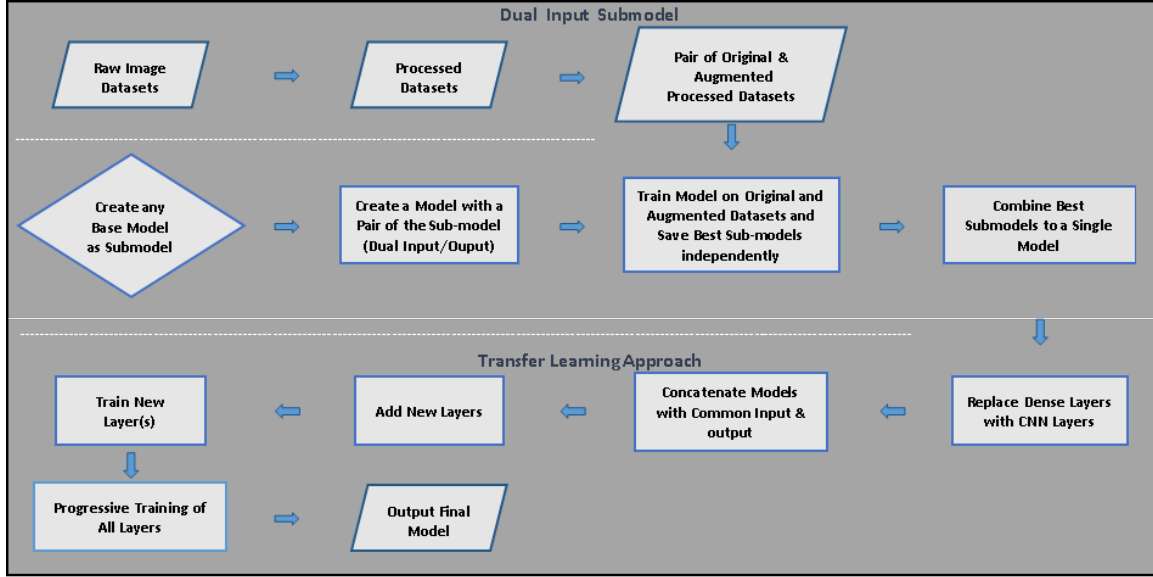 Dual Input Submodel
Raw Image
Datasets
Processed
Datasets
Pair of Original &
Augmented
Processed Datasets
Create any
Base Model
as Submodel
Create a Model with a
Pair of the Sub-model
(Dual Input/Ouput)
Train Model on Original and
Augmented Datasets and
Save Best Sub-models
independently
Combine Best
Submodels to a Single
Model
Transfer Learning Approach
Train New
Layer(s)
Add New Layers
Concatenate Models
with Common Input &
output
Replace Dense Layers
with CNN Layers
Progressive Training of
All Layers
Output Final
Model